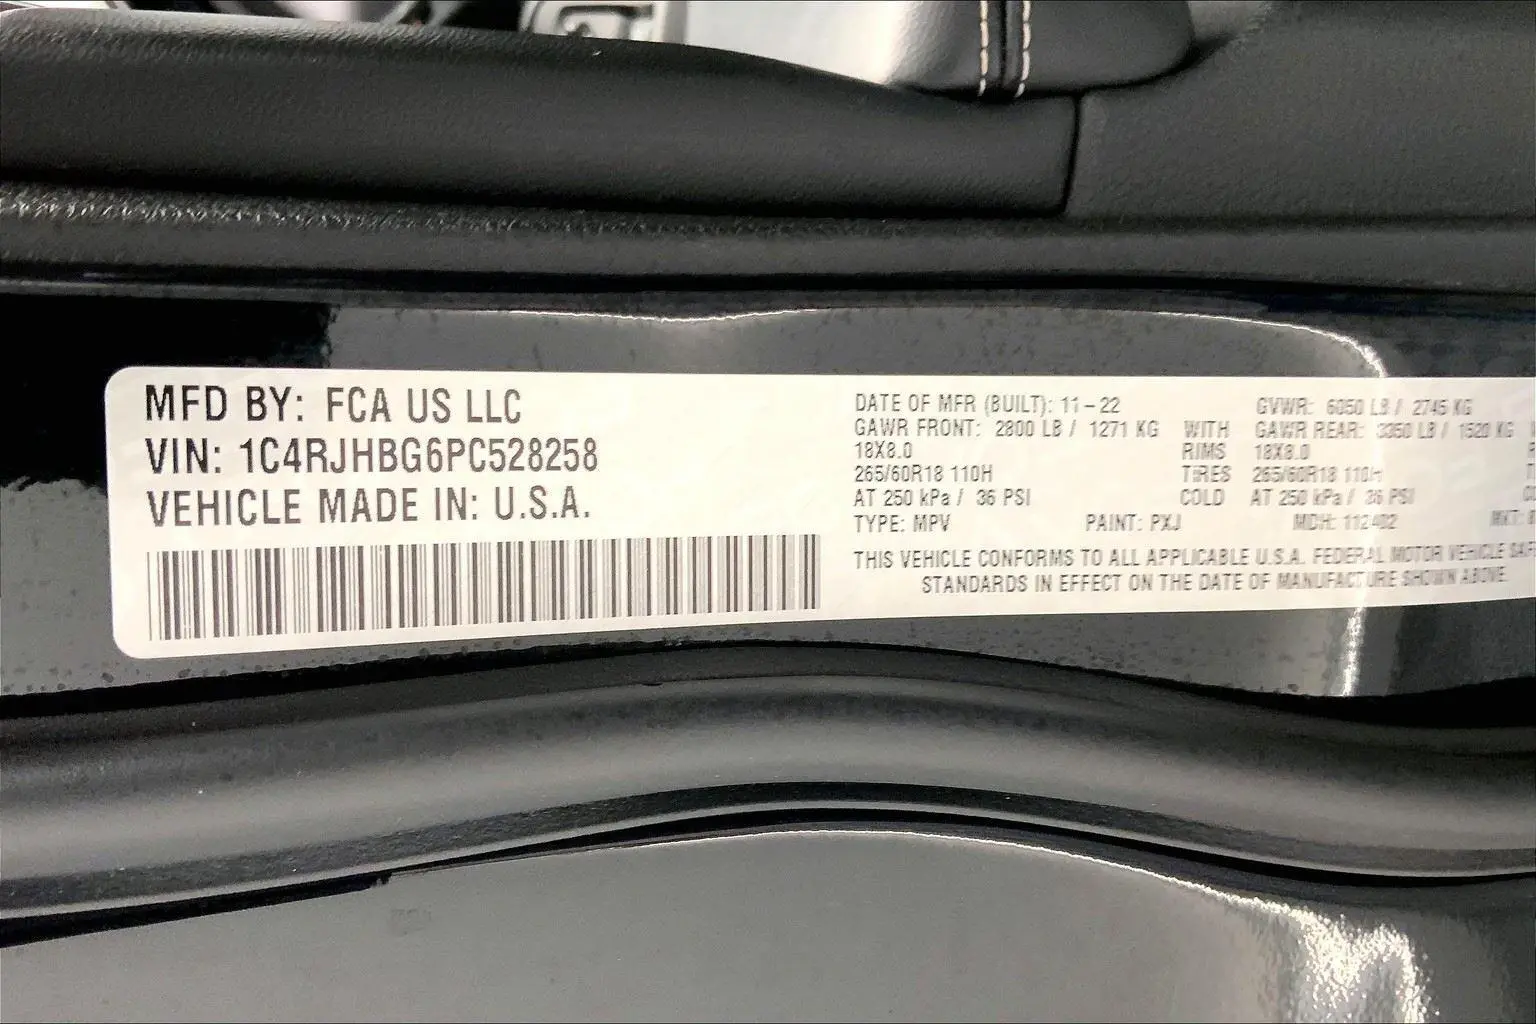 MFD BY: FCA US LLC
VIN: 1C4RJHBG6PC528258
VEHICLE MADE IN: U.S.A.
DATE OF MFR (BUILT): 11-22 GVWR: 6050 LB / 2745 KG
GAWR FRONT: 2800 LB / 1271 KG WITH GAWR REAR: 3350 LB / 1520 KG
18X8.0 RIMS 18X8.0
265/60R18 110H TIRES 265/60R18 110H
AT 250 kPa / 36 PSI COLD AT 250 kPa / 36 PSI
TYPE: MPV PAINT: PXJ MDH: MKT:
THIS VEHICLE CONFORMS TO ALL APPLICABLE U.S.A. FEDERAL MOTOR VEHICLE
STANDARDS IN EFFECT ON THE DATE OF MANUFACTURE SHOWN ABOVE.